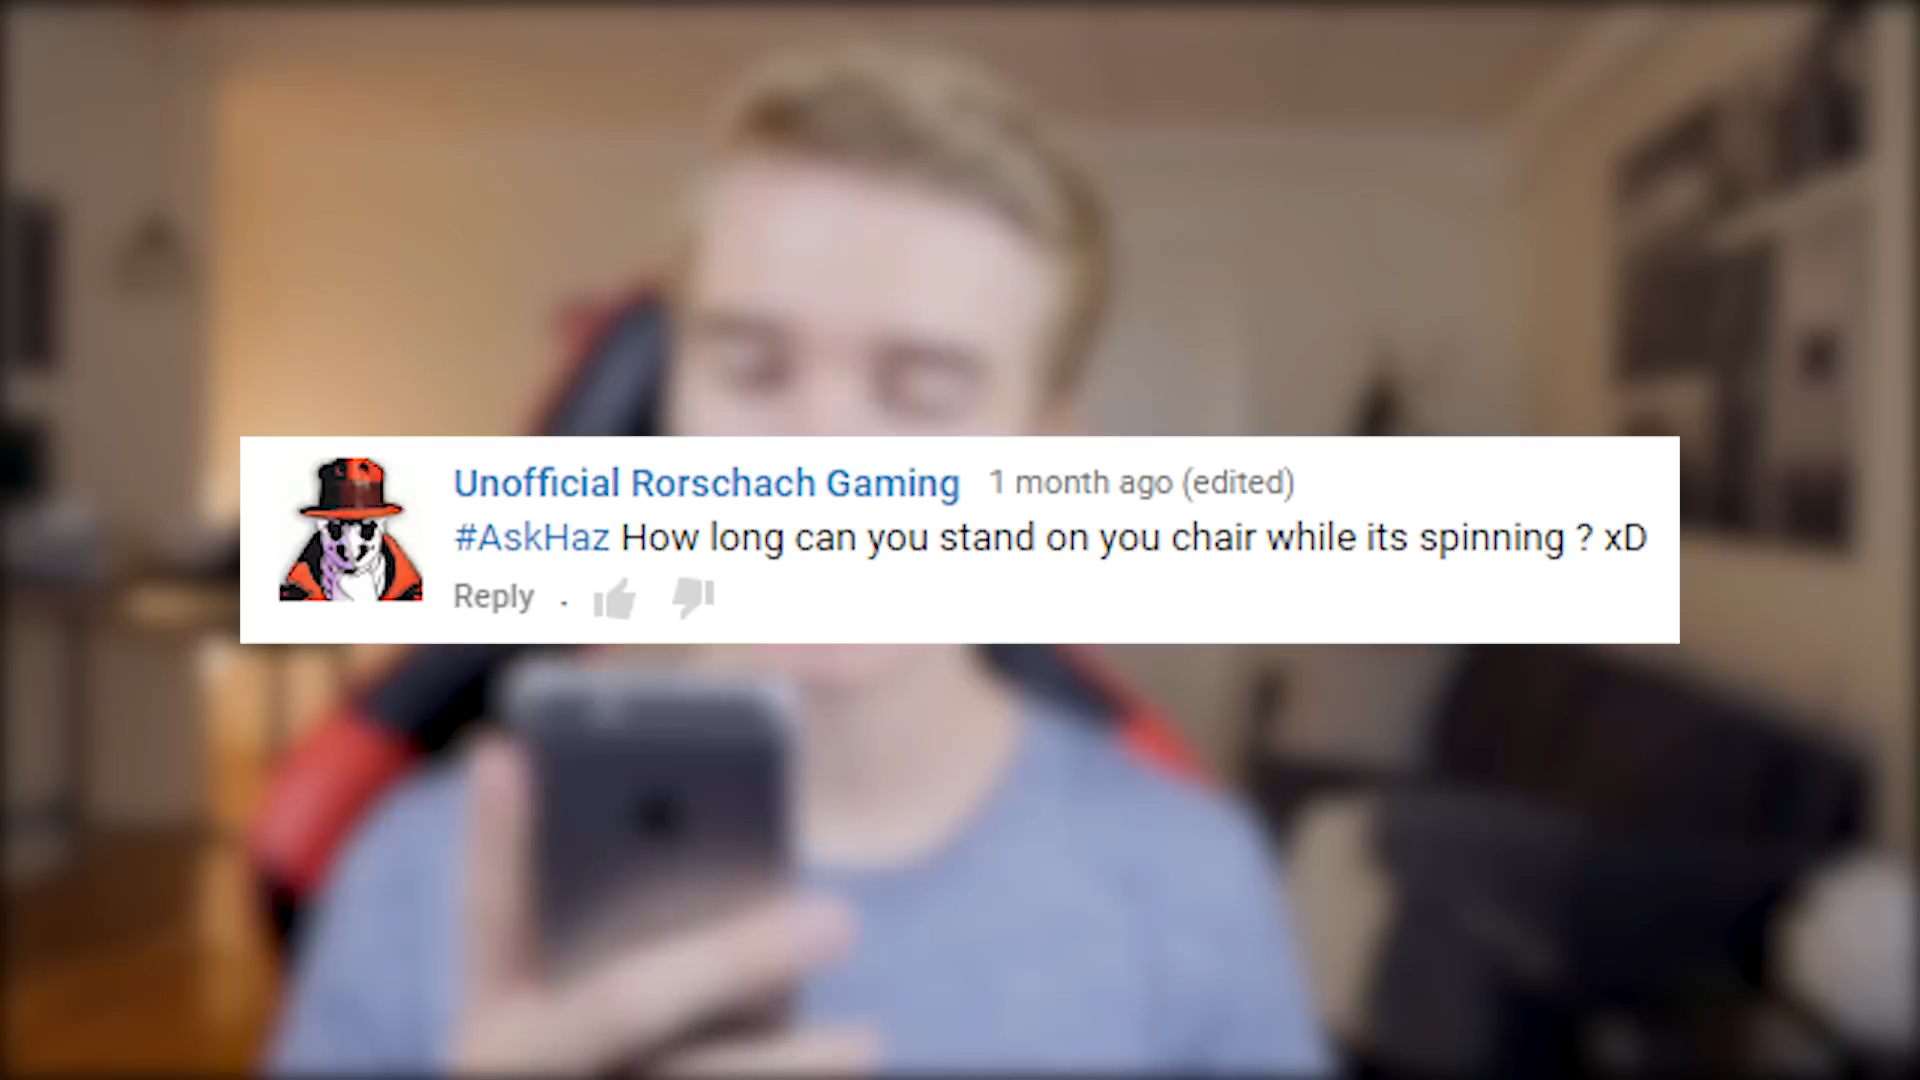 Unofficial Rorschach Gaming 1 month ago (edited)
#AskHaz How long can you stand on you chair while its spinning ? xD
Reply .